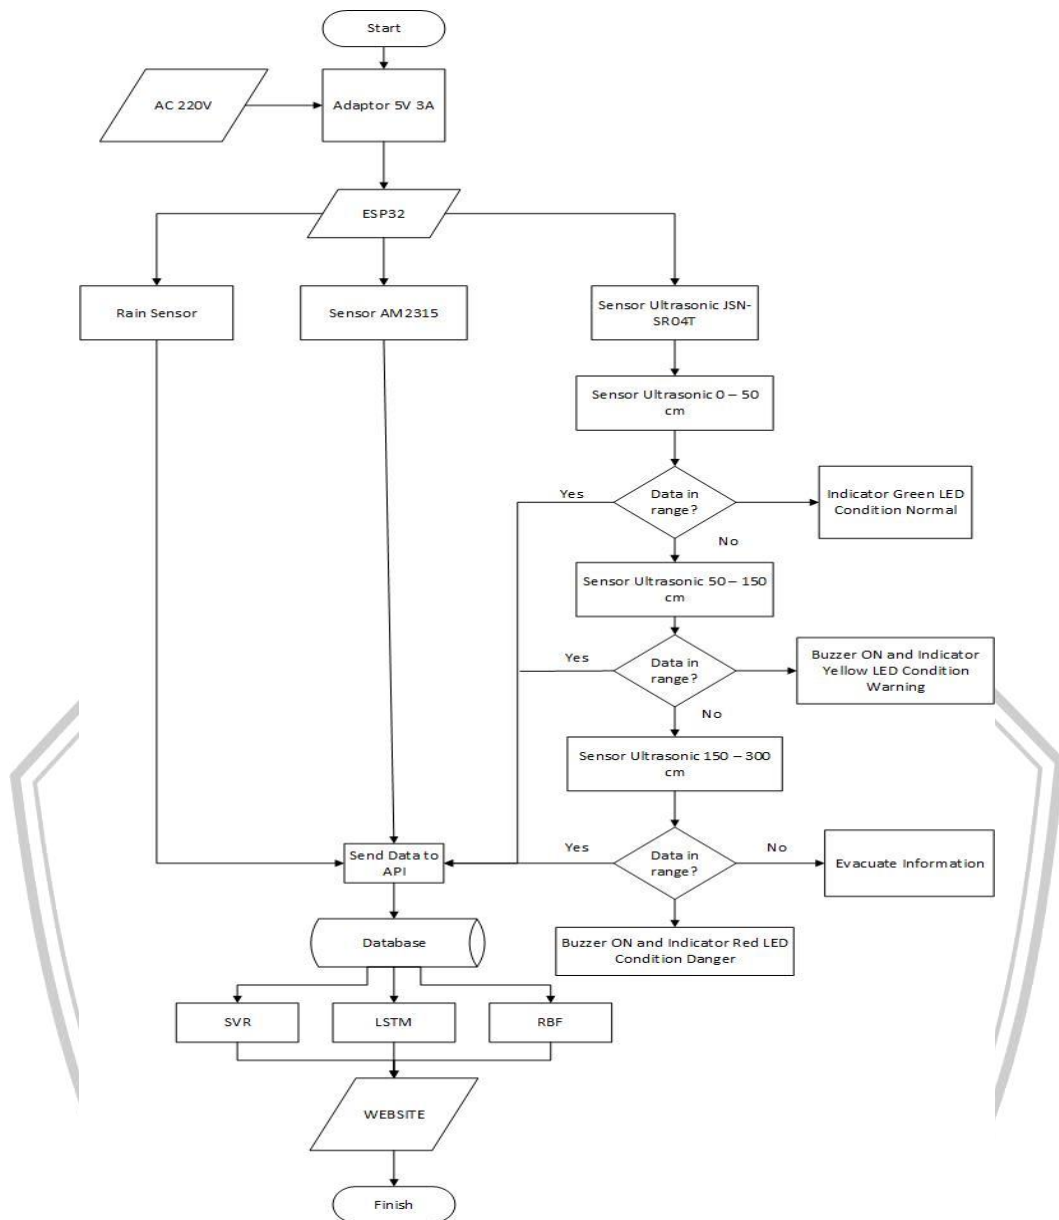 Start
AC 220V
Adaptor 5V 3A
ESP32
Rain Sensor
Sensor AM2315
Sensor Ultrasonic JSN-
SR04T
Sensor Ultrasonic 0 – 50
cm
Yes
Data in
range?
Indicator Green LED
Condition Normal
No
Sensor Ultrasonic 50 – 150
cm
Yes
Data in
range?
Buzzer ON and Indicator
Yellow LED Condition
Warning
No
Sensor Ultrasonic 150 – 300
cm
Send Data to
API
Yes
Data in
range?
No
Evacuate Information
Buzzer ON and Indicator Red LED
Condition Danger
Database
SVR
LSTM
RBF
WEBSITE
Finish